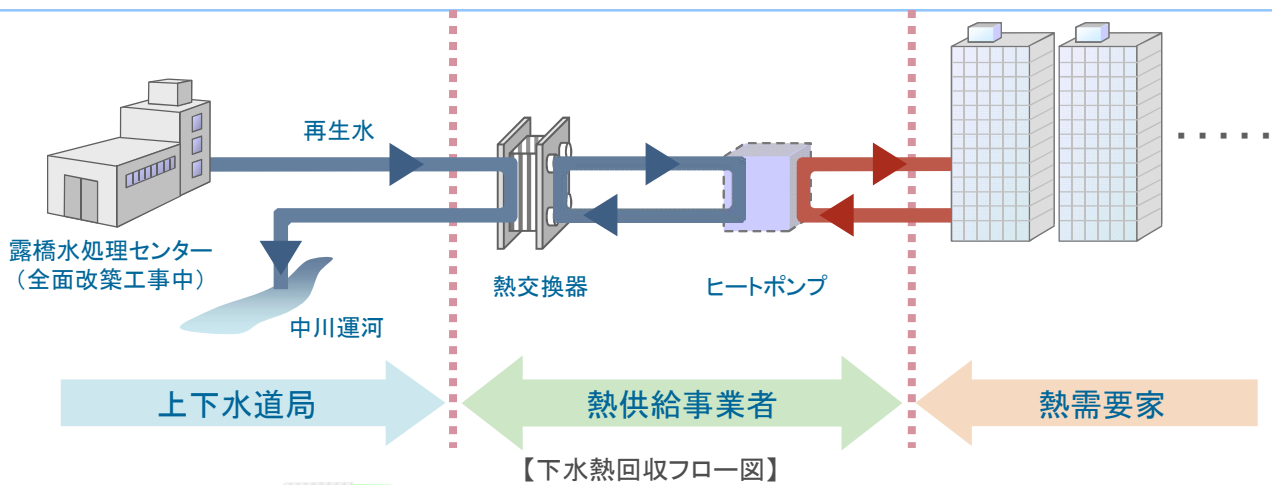 再生水
露橋水処理センター
(全面改築工事中)
中川運河
熱交換器
ヒートポンプ
・・・・・
上下水道局
熱供給事業者
熱需要家
【下水熱回収フロー図】